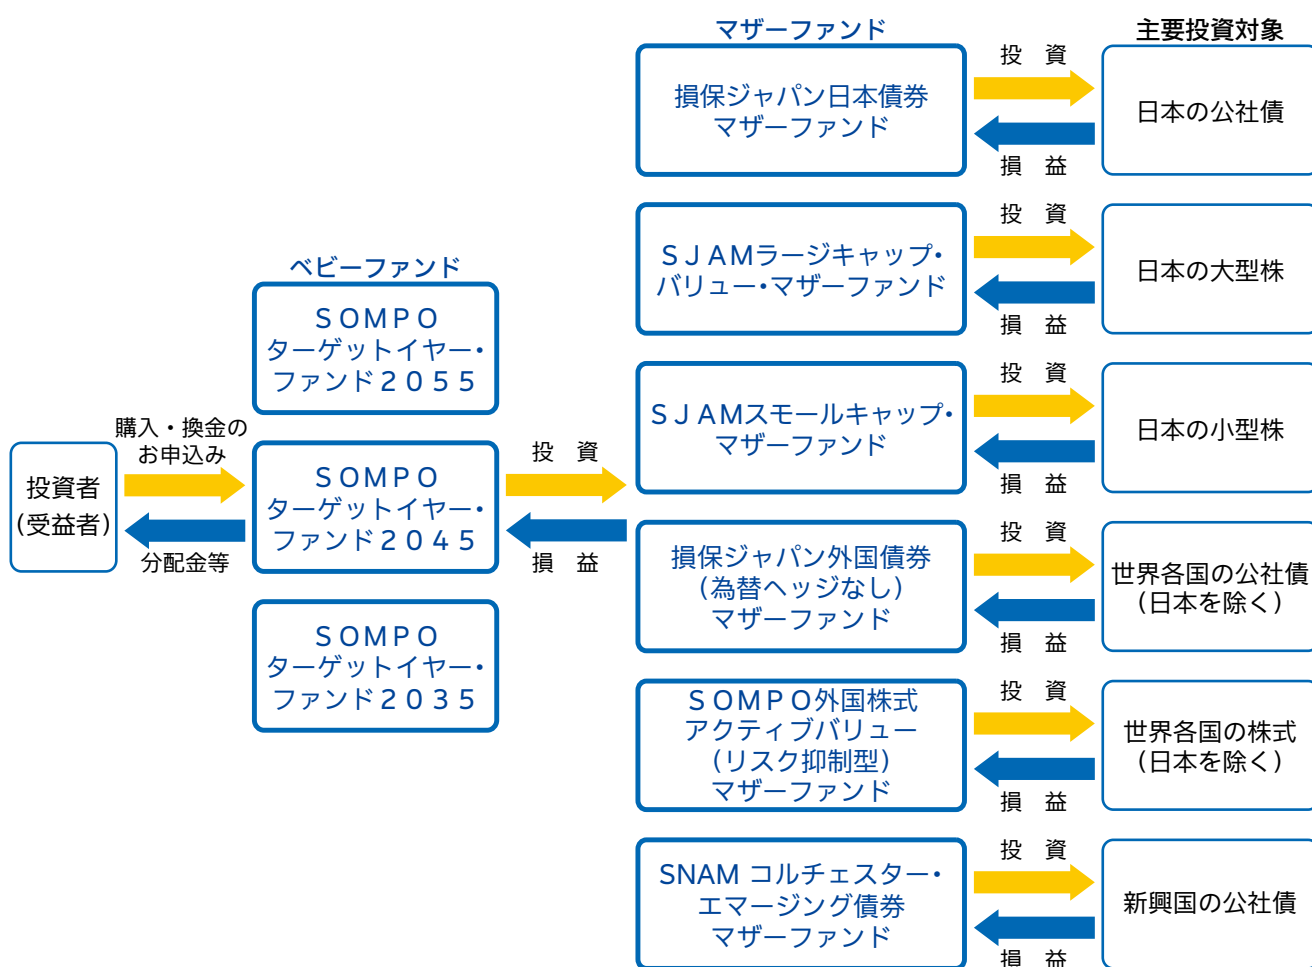 投資者
(受益者)
購入・換金の
お申込み
分配金等
ベビーファンド
ＳＯＭＰＯ
ターゲットイヤー・
ファンド２０５５
ＳＯＭＰＯ
ターゲットイヤー・
ファンド２０４５
ＳＯＭＰＯ
ターゲットイヤー・
ファンド２０３５
投　資
損　益
マザーファンド
主要投資対象
損保ジャパン日本債券
マザーファンド
投　資
損　益
日本の公社債
ＳＪＡＭラージキャップ・
バリュー・マザーファンド
投　資
損　益
日本の大型株
ＳＪＡＭスモールキャップ・
マザーファンド
投　資
損　益
日本の小型株
損保ジャパン外国債券
（為替ヘッジなし）
マザーファンド
投　資
損　益
世界各国の公社債
（日本を除く）
ＳＯＭＰＯ外国株式
アクティブバリュー
（リスク抑制型）
マザーファンド
投　資
損　益
世界各国の株式
（日本を除く）
SNAM コルチェスター・
エマージング債券
マザーファンド
投　資
損　益
新興国の公社債